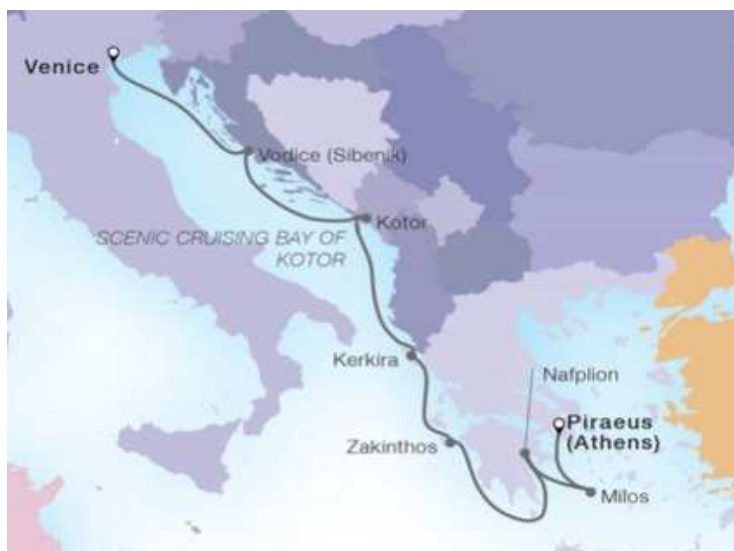 Venice
Vodice (Sibenik)
Kotor
SCENIC CRUISING BAY OF
KOTOR
Kerkira
Nafplion
Piraeus
(Athens)
Zakinthos
Milos